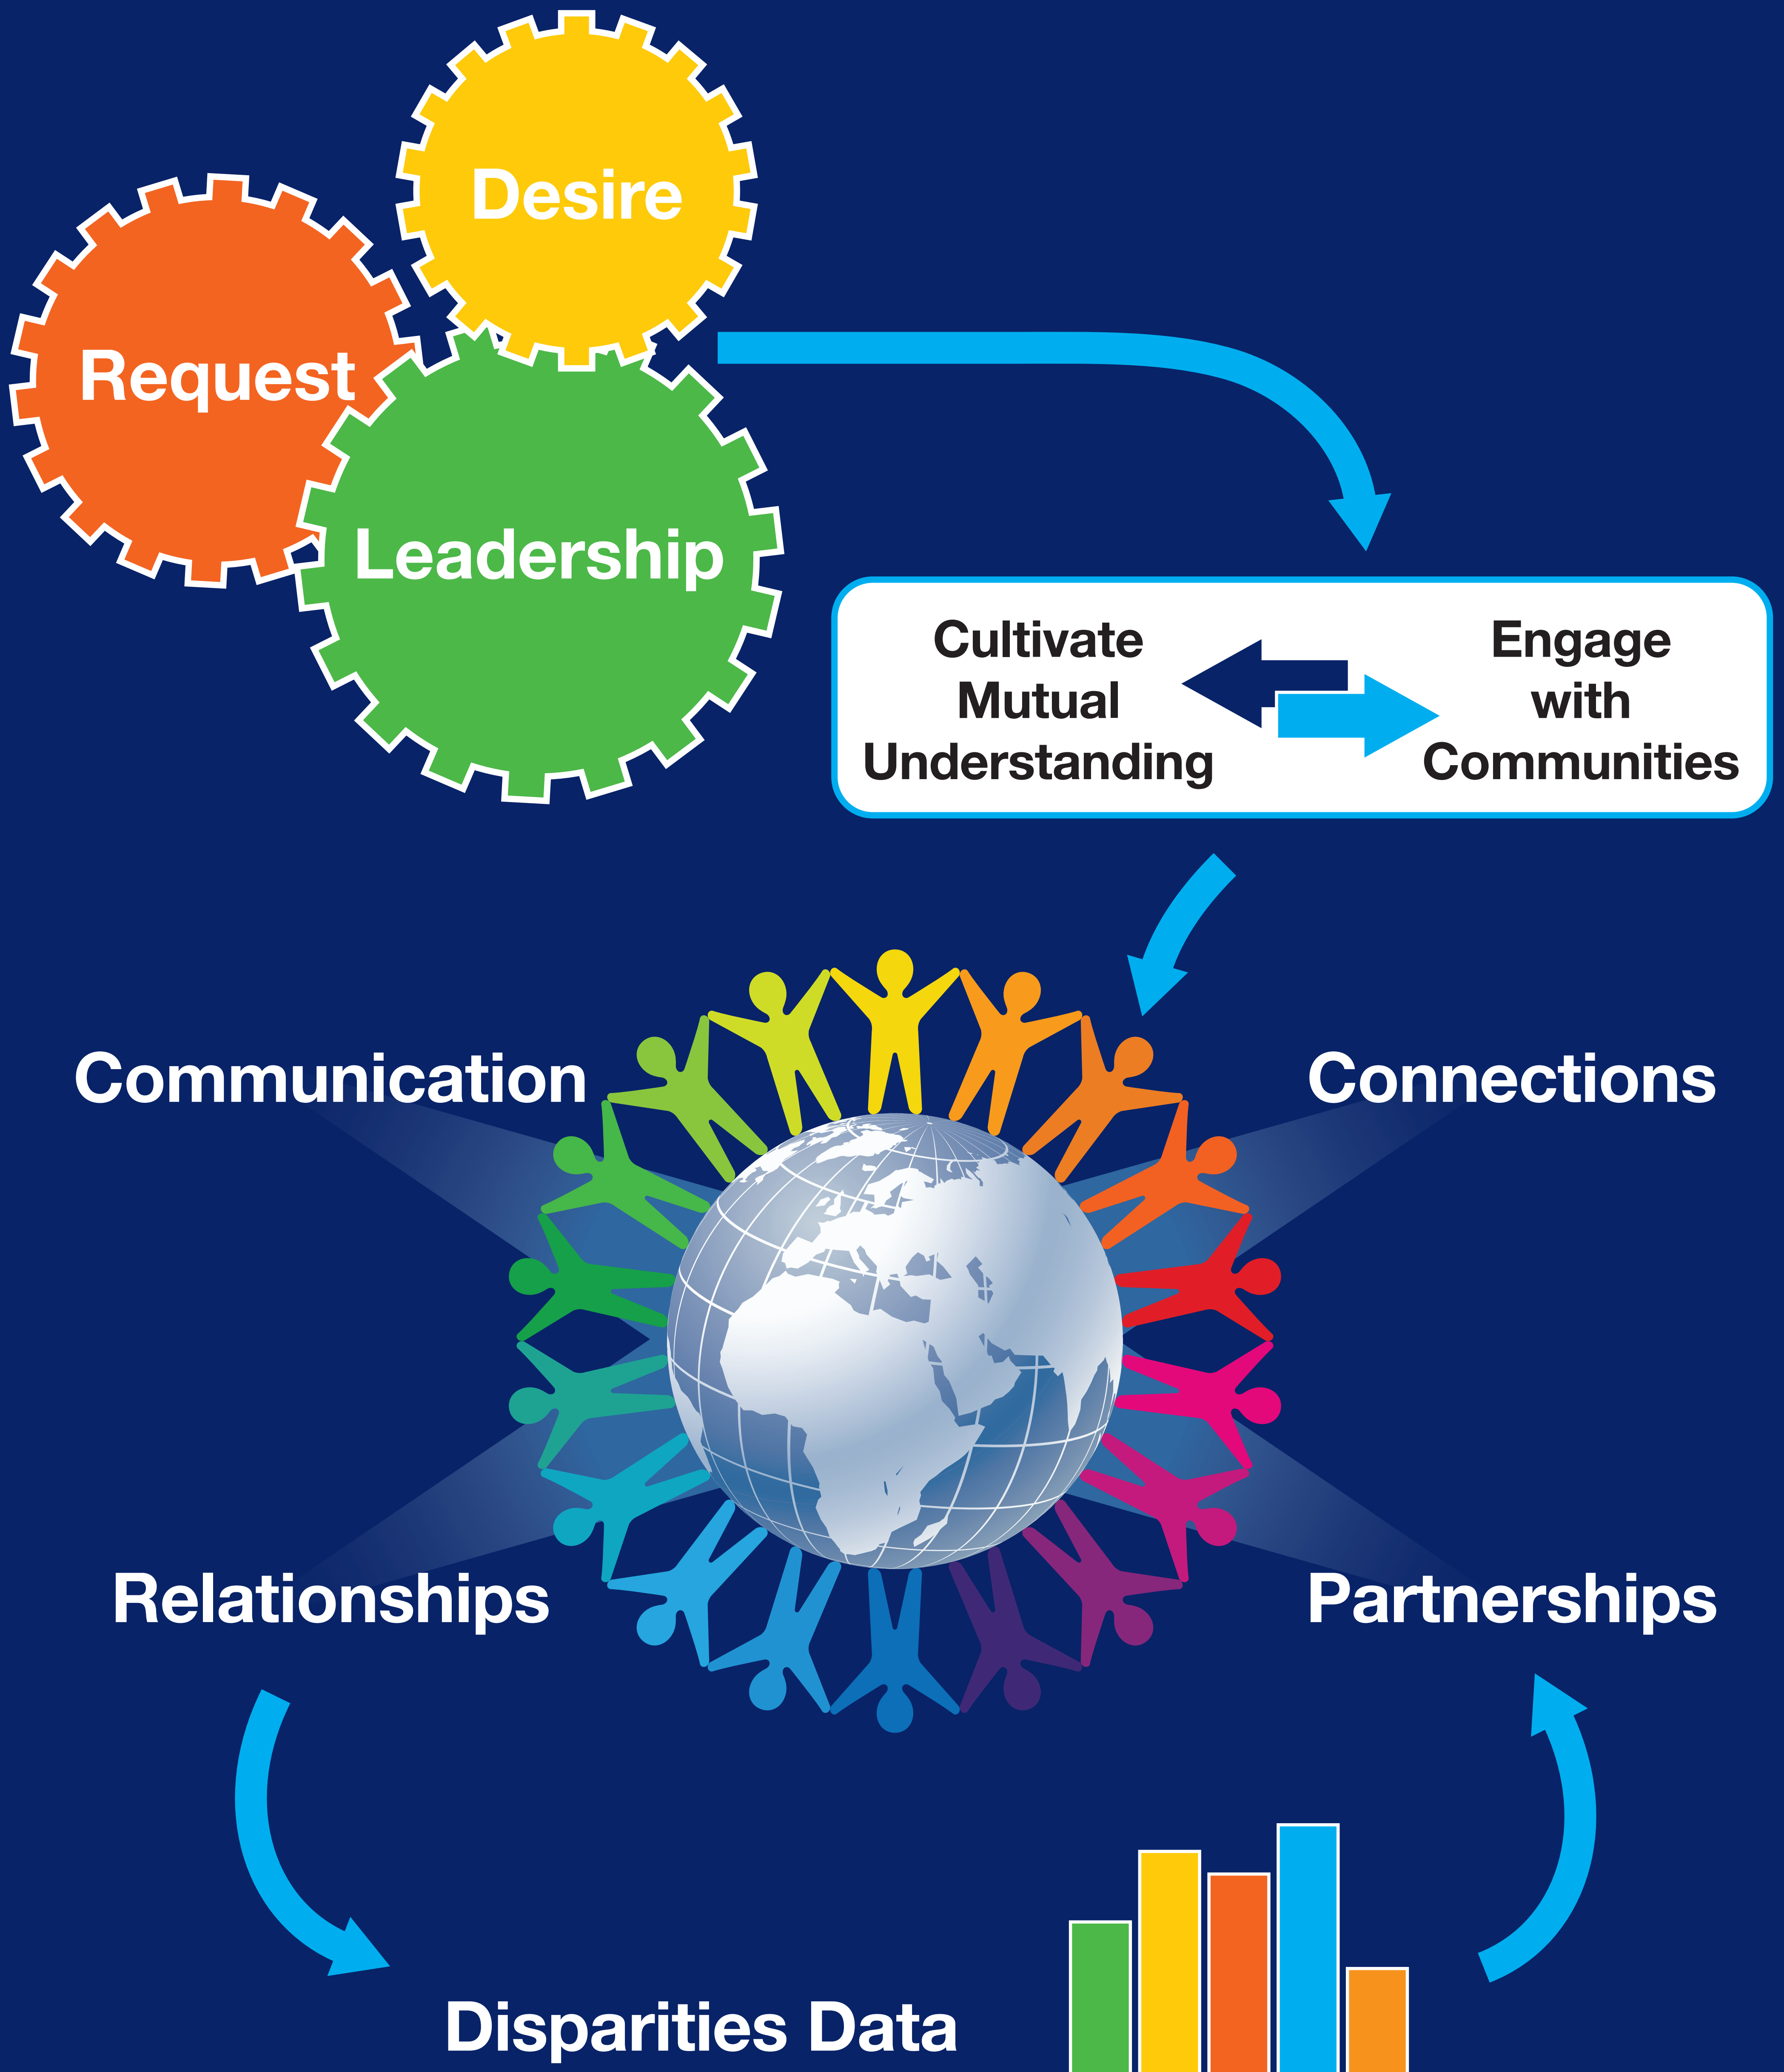 Desire
Request
Leadership
Cultivate
Mutual
Understanding
Engage
with
Communities
Communication
Connections
Relationships
Partnerships
Disparities Data